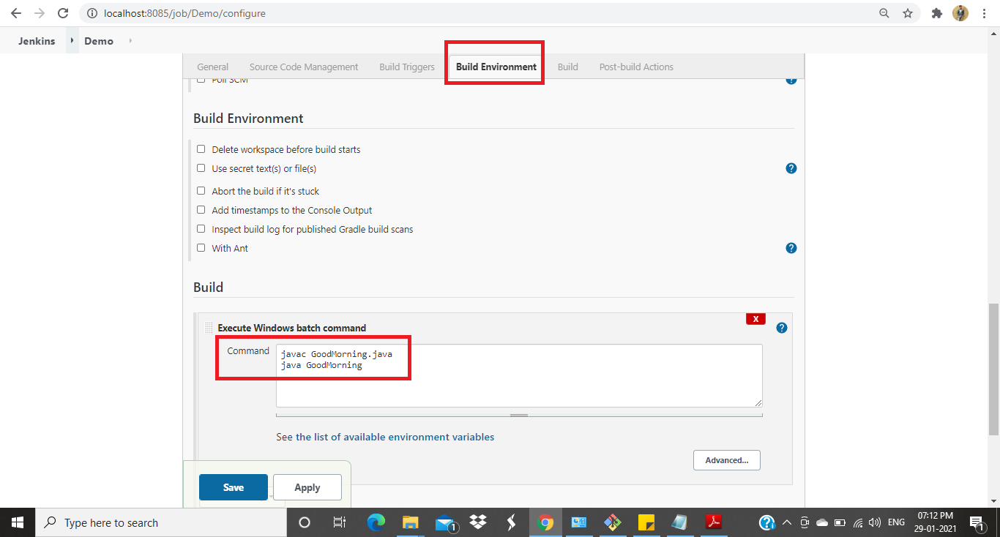 localhost:8085/job/Demo/configure
Jenkins Demo
General Source Code Management Build Triggers Build Environment Build Post-build Actions
Poll SCM
?
Build Environment
Delete workspace before build starts
Use secret text(s) or file(s) ?
Abort the build if it's stuck
Add timestamps to the Console Output
Inspect build log for published Gradle build scans
With Ant ?
Build
X
Execute Windows batch command ?
Command
javac GoodMorning.java
java GoodMorning
See the list of available environment variables
Advanced...
Save Apply
Type here to search
1
?
ENG
07:12 PM
29-01-2021
1